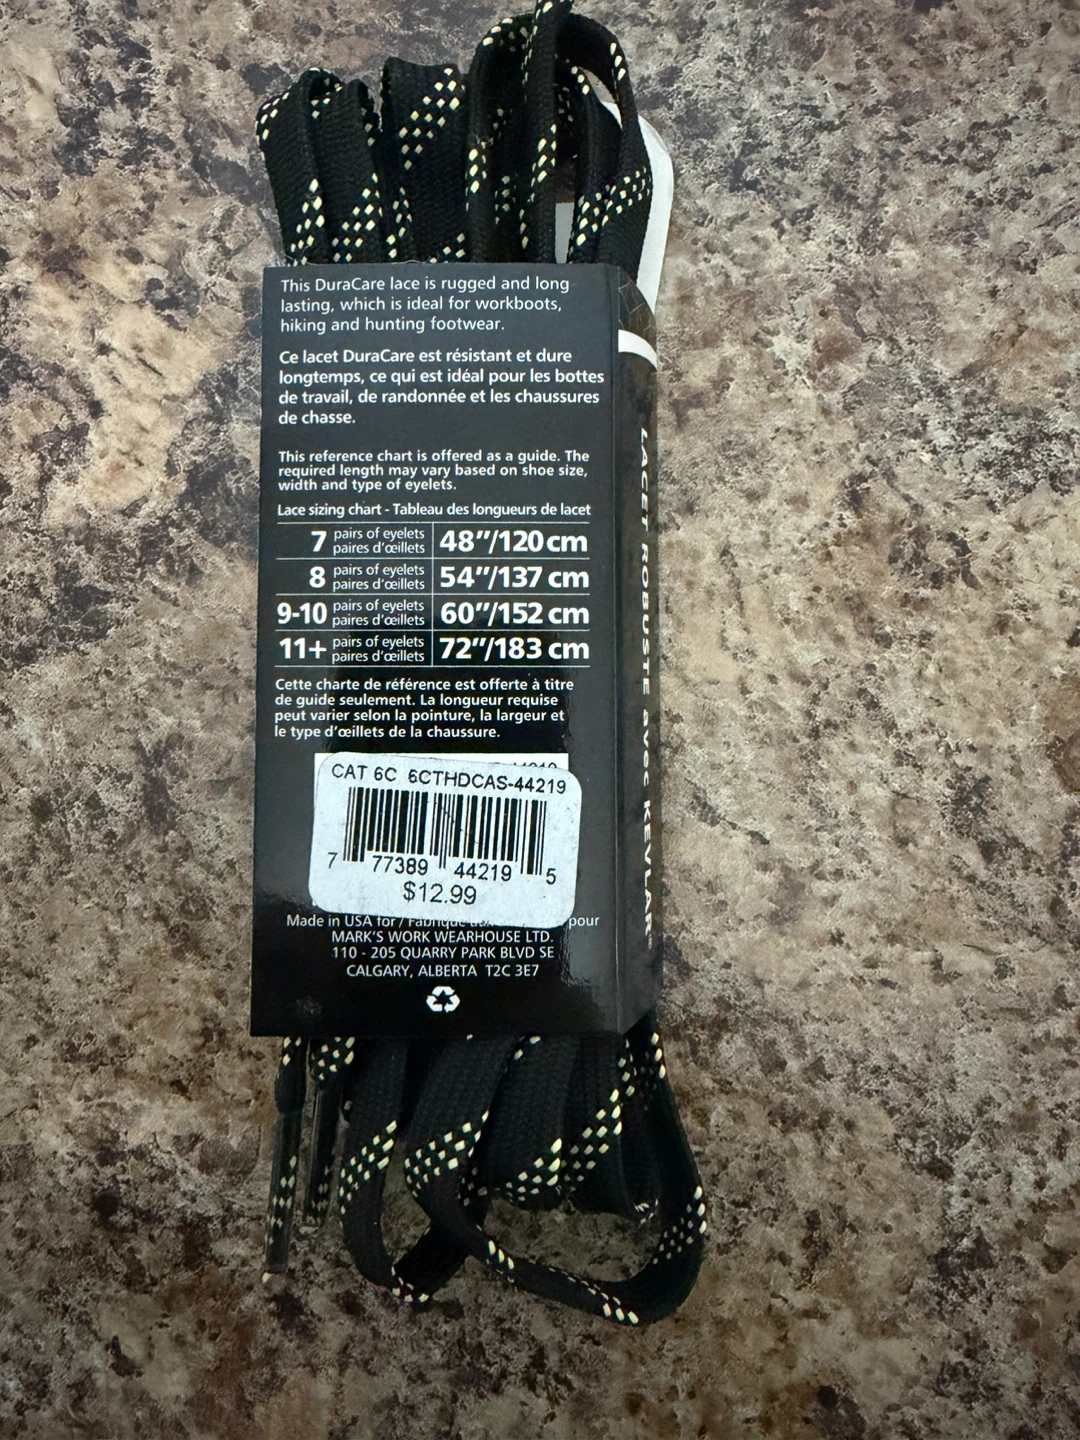 This DuraCare lace is rugged and long
lasting, which is ideal for workboots,
hiking and hunting footwear.
Ce lacet DuraCare est résistant et dure
longtemps, ce qui est idéal pour les bottes
de travail, de randonnée et les chaussures
de chasse.
This reference chart is offered as a guide. The
required length may vary based on shoe size,
width and type of eyelets.
Lace sizing chart - Tableau des longueurs de lacet
7 pairs of eyelets paires d'œillets 48"/120 cm
8 pairs of eyelets paires d'œillets 54"/137 cm
9-10 pairs of eyelets paires d'œillets 60"/152 cm
11+ pairs of eyelets paires d'œillets 72"/183 cm
Cette charte de référence est offerte à titre
de guide seulement. La longueur requise
peut varier selon la pointure, la largeur et
le type d'œillets de la chaussure.
CAT 6C 6CTHDCAS-44219
7 77389 44219 5
$12.99
Made in USA for / Fabriqué pour
MARK'S WORK WEARHOUSE LTD.
110 - 205 QUARRY PARK BLVD SE
CALGARY, ALBERTA T2C 3E7
LACET ROBUSTE avec KEVLAR®